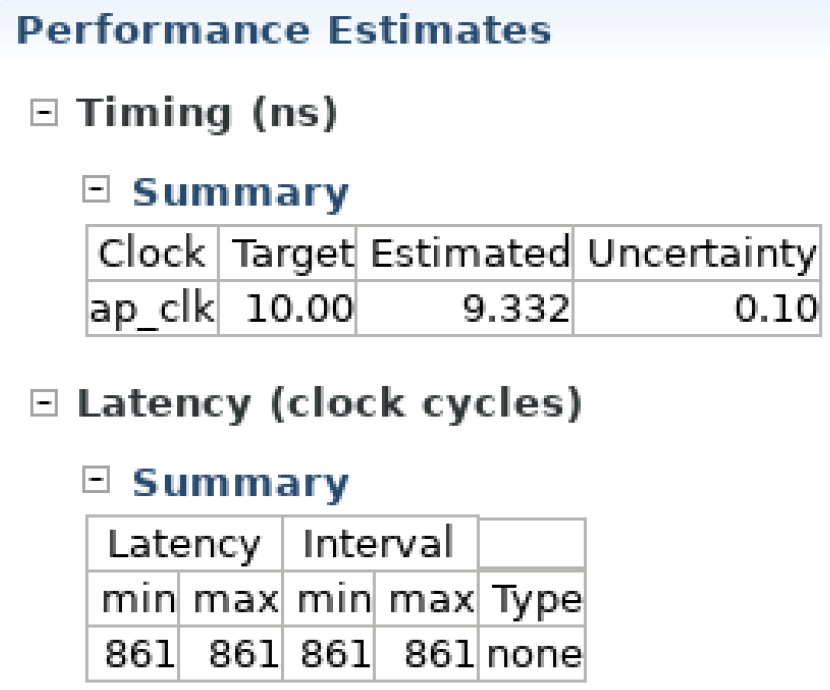 Performance Estimates
Timing (ns)
Summary
Clock Target Estimated Uncertainty
ap_clk 10.00 9.332 0.10
Latency (clock cycles)
Summary
Latency Interval
min max min max Type
861 861 861 861 none